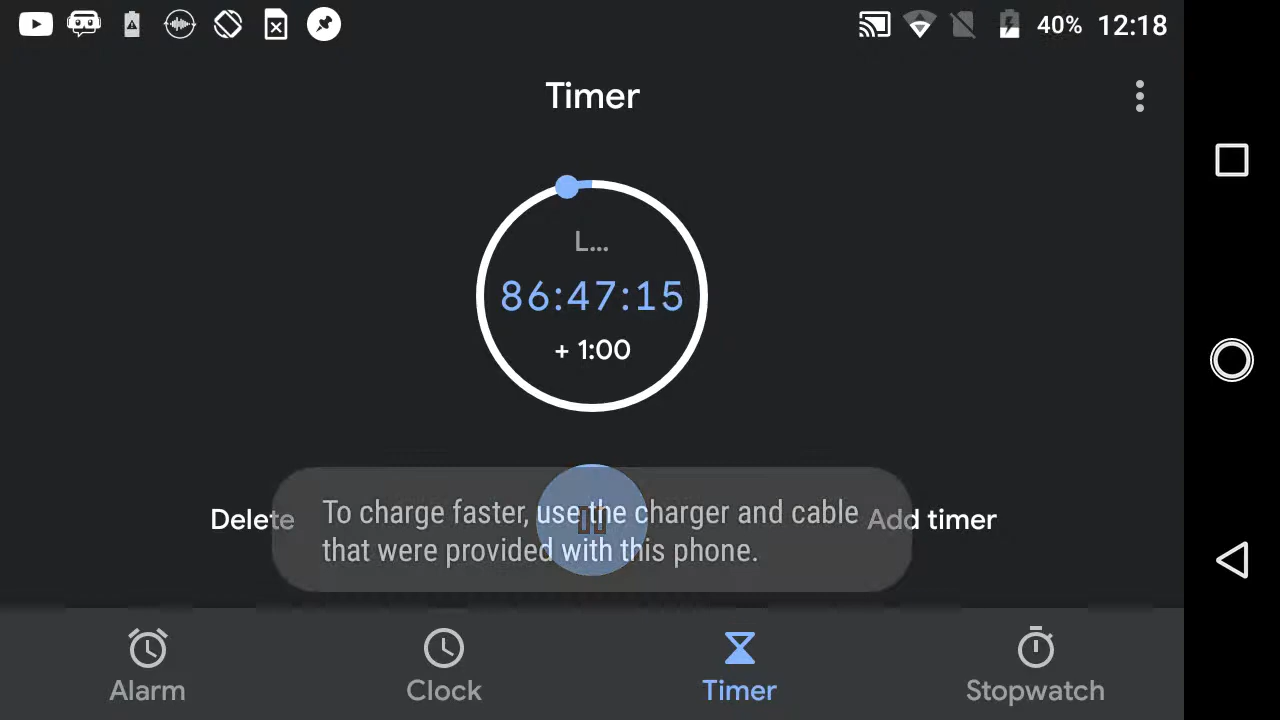 40% 12:18
Timer
L...
86:47:15
+ 1:00
Delete
To charge faster, use the charger and cable
that were provided with this phone.
Add timer
Alarm
Clock
Timer
Stopwatch